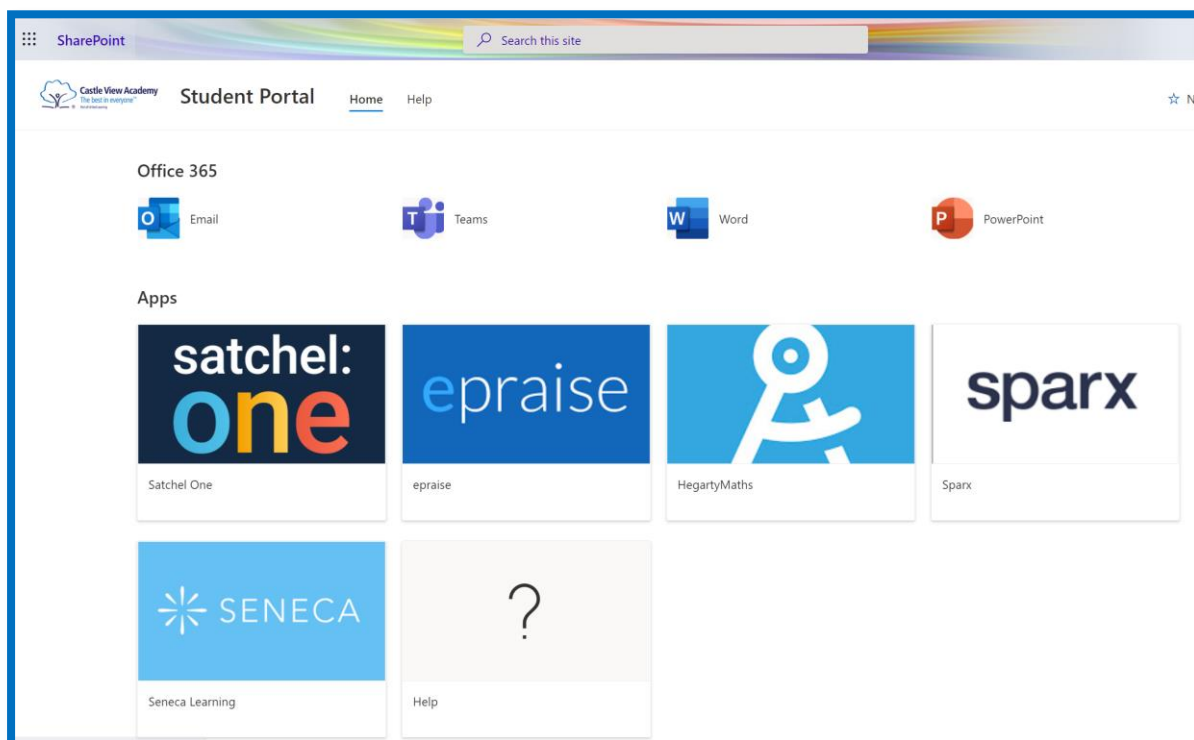 SharePoint
Search this site
Castle View Academy
The best in everyone™
Student Portal
Home
Help
N
Office 365
O
Email
T
Teams
W
Word
P
PowerPoint
Apps
satchel:
one
epraise
sparx
Satchel One
epraise
HegartyMaths
Sparx
SENECA
?
Seneca Learning
Help